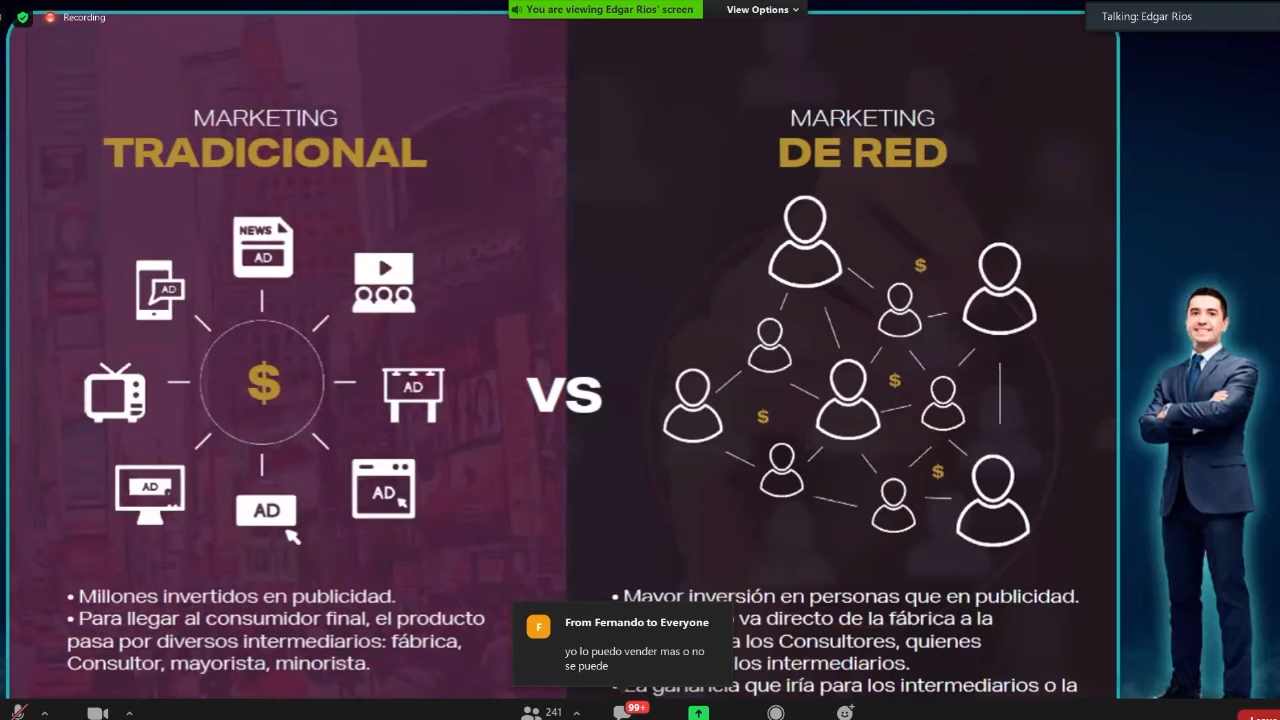 Recording
You are viewing Edgar Rios' screen
View Options
Talking: Edgar Rios
MARKETING
TRADICIONAL
NEWS
AD
AD
AD
AD
AD
AD
$
• Millones invertidos en publicidad.
• Para llegar al consumidor final, el producto
pasa por diversos intermediarios: fábrica,
Consultor, mayorista, minorista.
VS
MARKETING
DE RED
$
$
$
$
• Mayor inversión en personas que en publicidad.
va directo de la fábrica a la
a los Consultores, quienes
los intermediarios.
• La ganancia que iría para los intermediarios o la
F
From Fernando to Everyone
yo lo puedo vender mas o no
se puede
241
99+